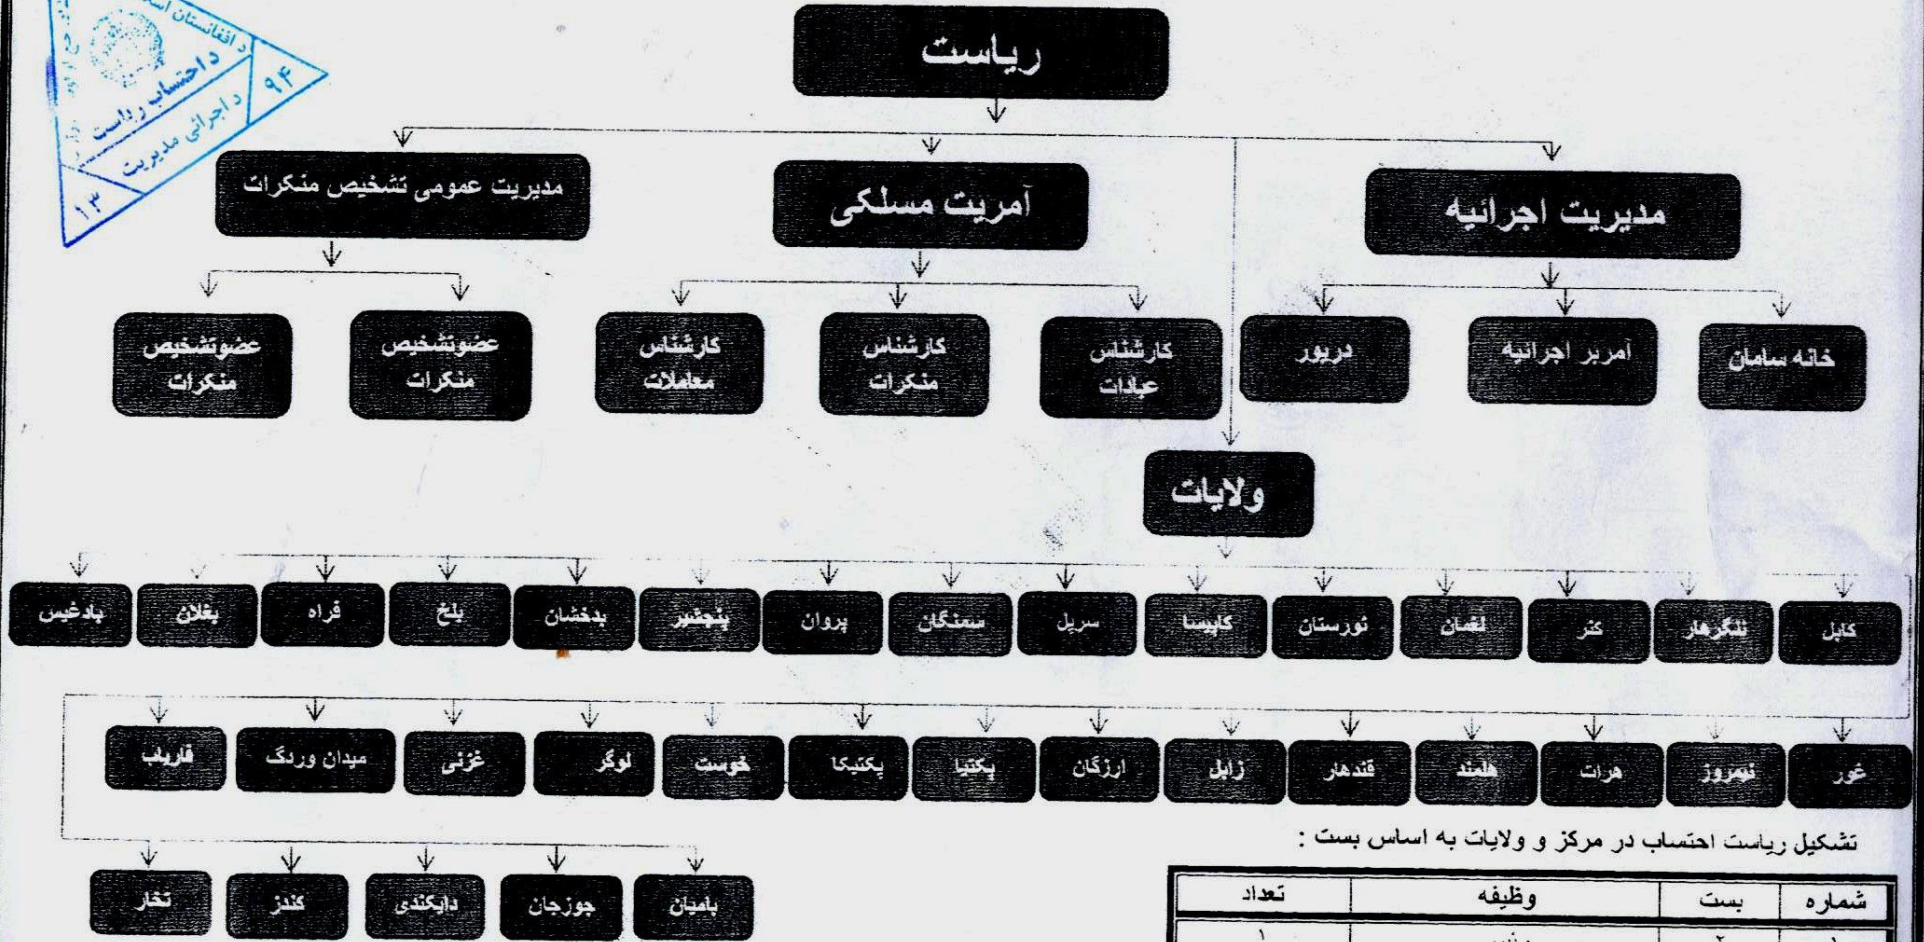 د افغانستان
د احتساب ریاست
د اجرائی مدیریت
۹۴
۱۳
ریاست
مدیریت اجرائیه
آمریت مسلکی
مدیریت عمومی تشخیص منکرات
خانه سامان
آمربر اجرائیه
دریور
کارشناس
عبادات
کارشناس
منکرات
کارشناس
معاملات
عضوتشخیص
منکرات
عضوتشخیص
منکرات
ولایات
کابل
ننگرهار
کنر
لغمان
نورستان
کاپیسا
سرپل
سمنگان
پروان
پنجشیر
بدخشان
بلخ
فراه
بغلان
بادغیس
غور
نیمروز
هرات
هلمند
قندهار
زابل
ارزگان
پکتیا
پکتیکا
خوست
لوگر
غزنی
میدان وردگ
فاریاب
بامیان
جوزجان
دایکندی
کندز
تخار
تشکیل ریاست احتساب در مرکز و ولایات به اساس بست :
شماره بست وظیفه تعداد